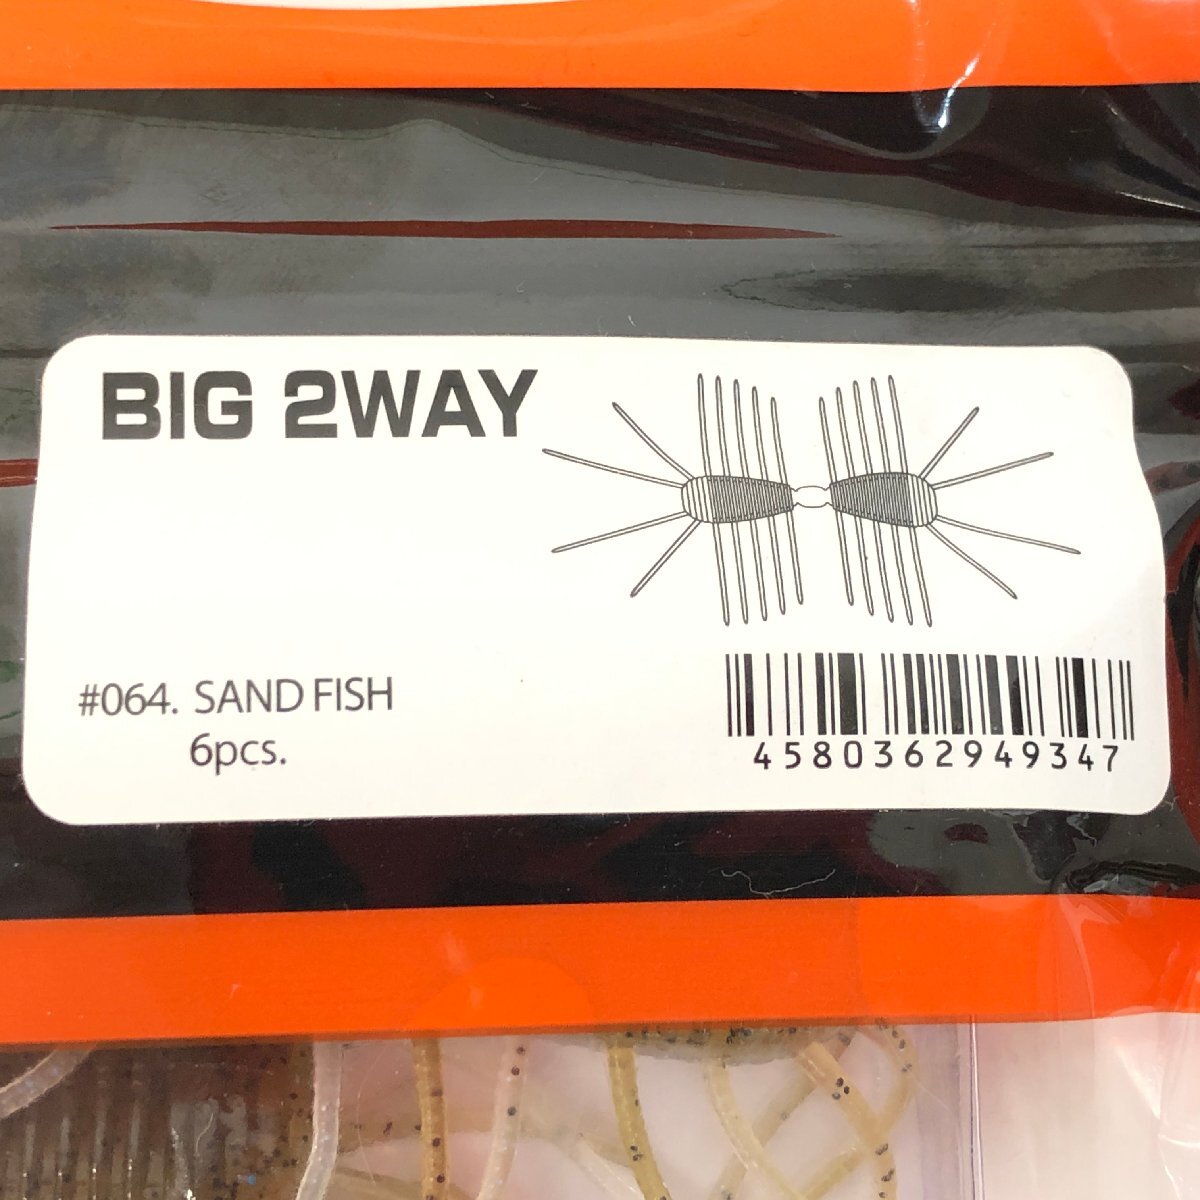 BIG 2WAY
#064. SAND FISH
6pcs.
4580362949347